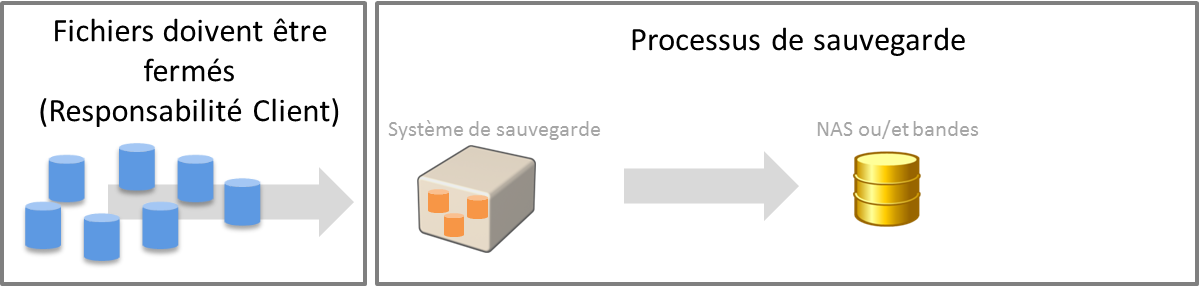 Fichiers doivent être
fermés
(Responsabilité Client)
Processus de sauvegarde
Système de sauvegarde
NAS ou/et bandes